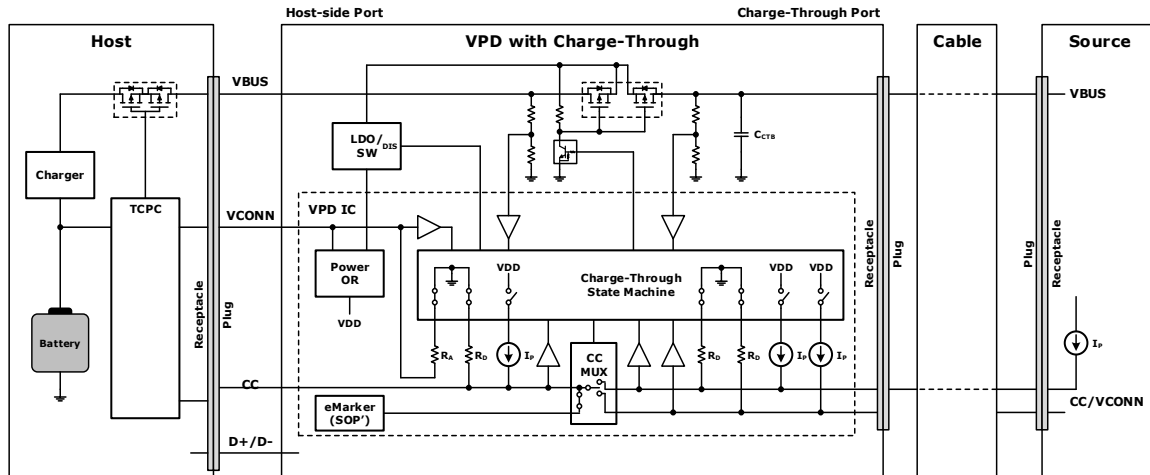 Host-side Port
Charge-Through Port
Host
VPD with Charge-Through
Cable
Source
VBUS
VBUS
LDO/
SW
DIS
CCTB
Charger
TCPC
VCONN
VPD IC
Power
OR
VDD
VDD
Charge-Through
State Machine
VDD
VDD
Receptacle
Plug
Receptacle
Plug
Plug
Receptacle
Battery
RA
RD
IP
CC
MUX
RD
RD
IP
IP
IP
CC
eMarker
(SOP')
CC/VCONN
D+/D-